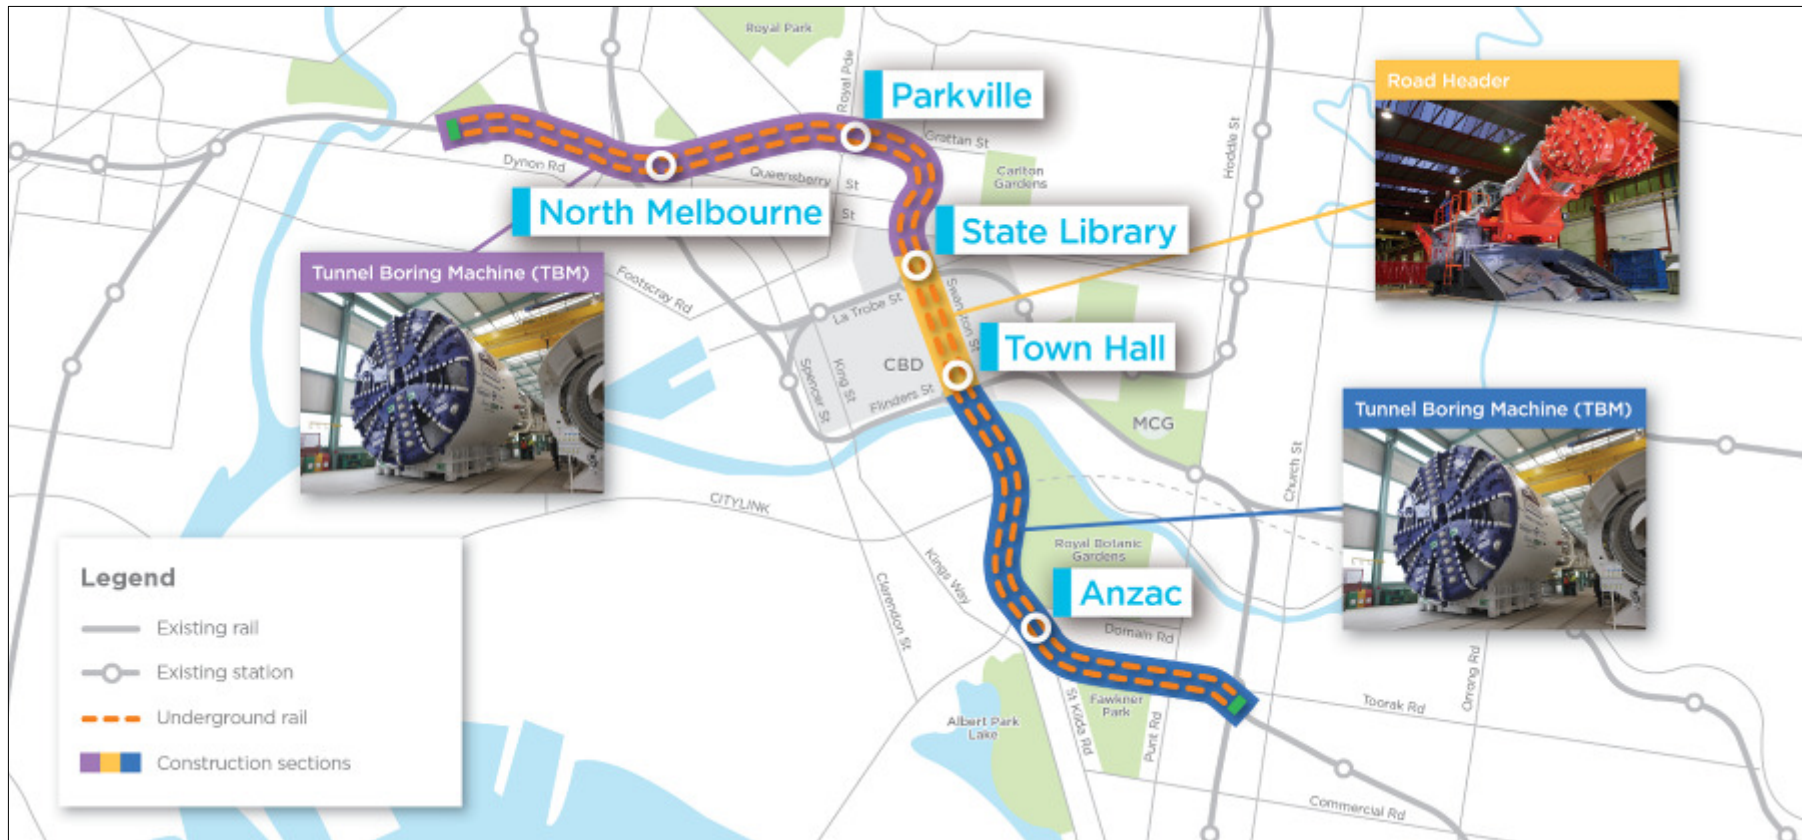 Royal Park
Royal Pde
Parkville
Road Header
Grattan St
Hoddle St
Dynon Rd
Queensberry St
Carlton
Gardens
North Melbourne
St
State Library
Tunnel Boring Machine (TBM)
Footscray Rd
La Trobe St
Swanston St
Town Hall
CBD
Spencer St
King St
Flinders St
MCG
Tunnel Boring Machine (TBM)
Church St
CITYLINK
Royal Botanic
Gardens
Kings Way
Clarendon St
Anzac
Domain Rd
Orrong Rd
Toorak Rd
Fawkner
Park
St Kilda Rd
Punt Rd
Albert Park
Lake
Commercial Rd
Legend
Existing rail
Existing station
Underground rail
Construction sections